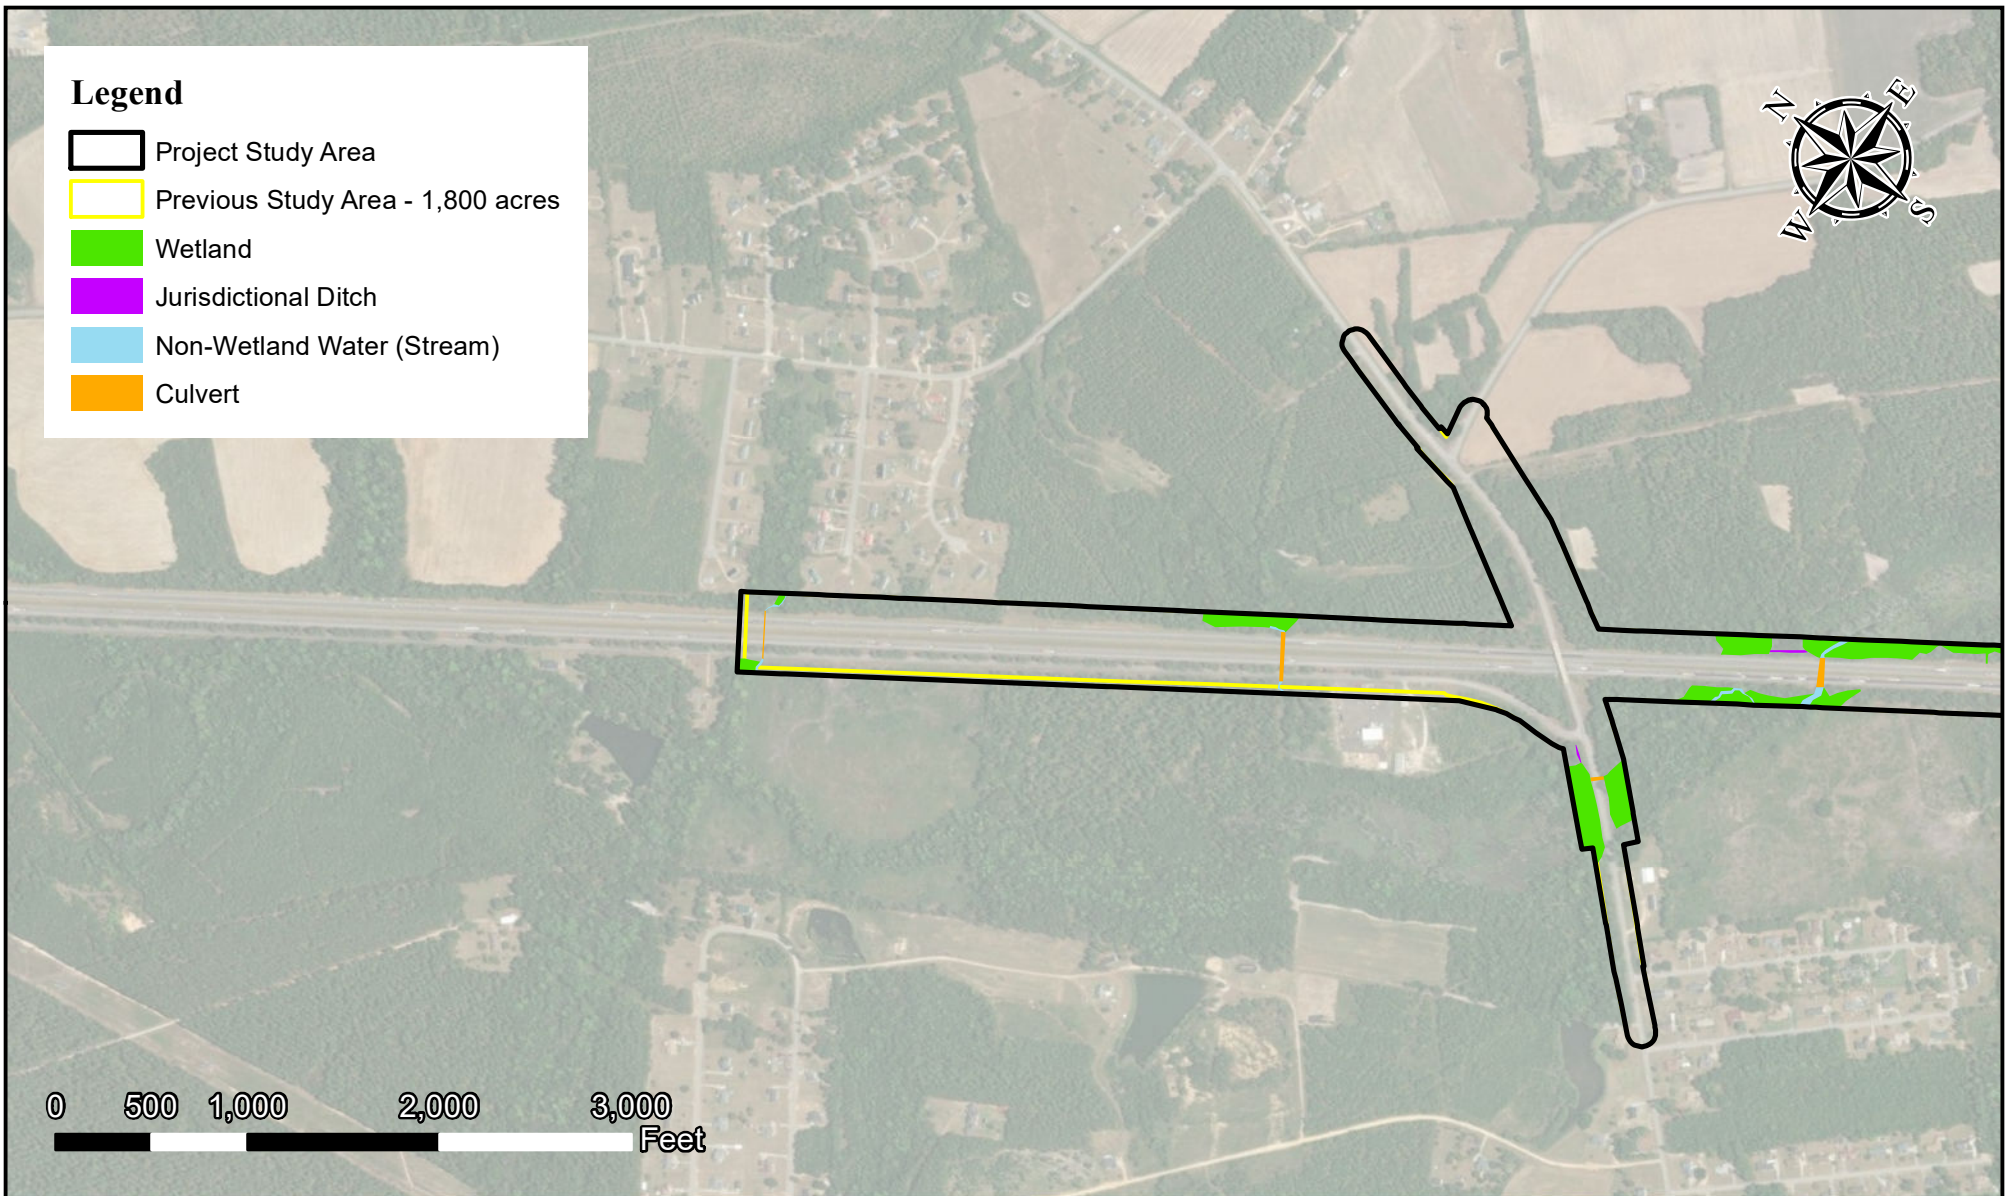 Legend
Project Study Area
Previous Study Area - 1,800 acres
Wetland
Jurisdictional Ditch
Non-Wetland Water (Stream)
Culvert
N
E
W
S
0 500 1,000 2,000 3,000
Feet